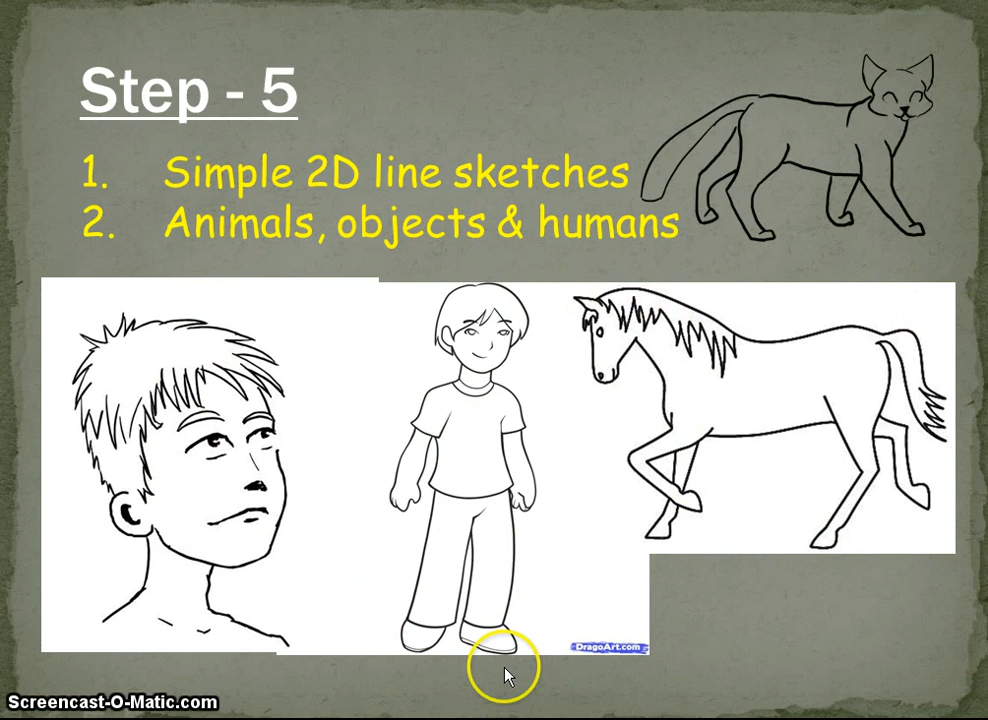 Step - 5
1. Simple 2D line sketches
2. Animals, objects & humans
DragoArt.com
Screencast-O-Matic.com